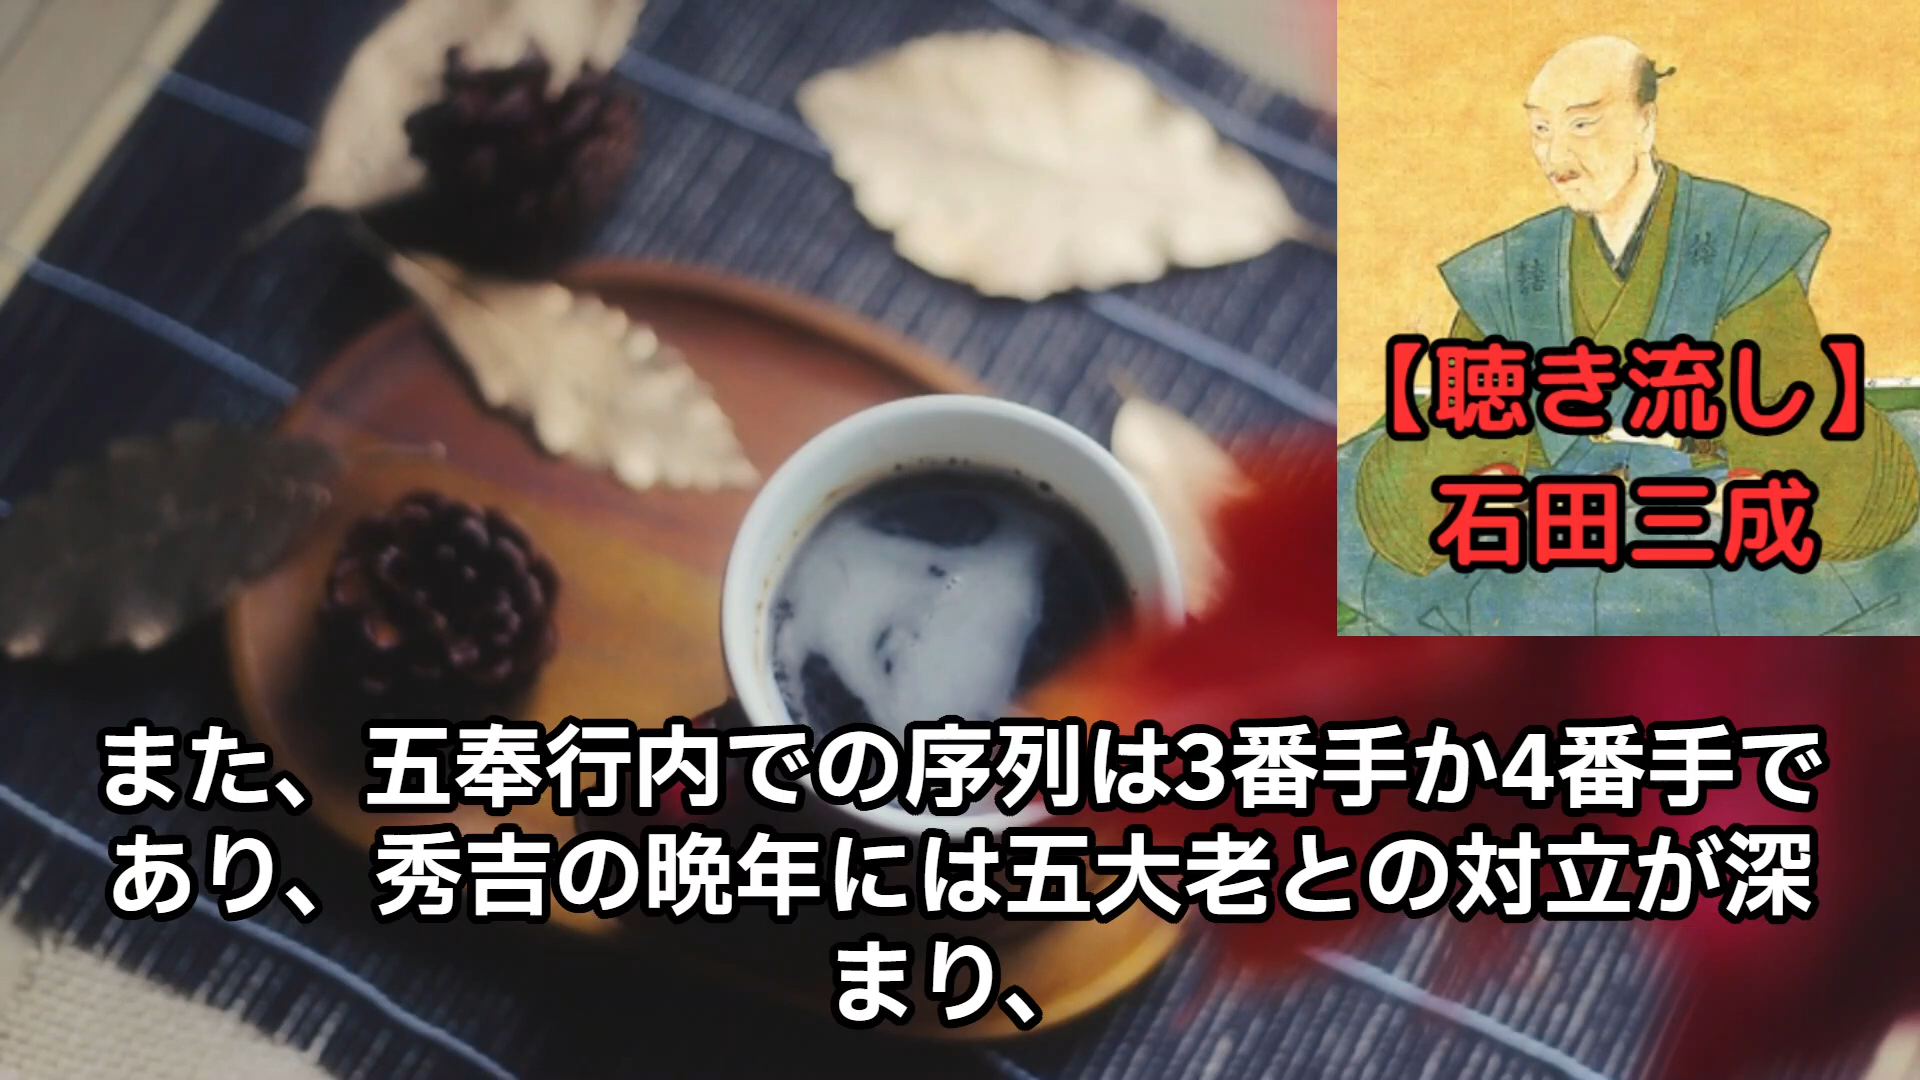 【聴き流し】
石田三成
また、五奉行内での序列は3番手か4番手で
あり、秀吉の晩年には五大老との対立が深
まり、